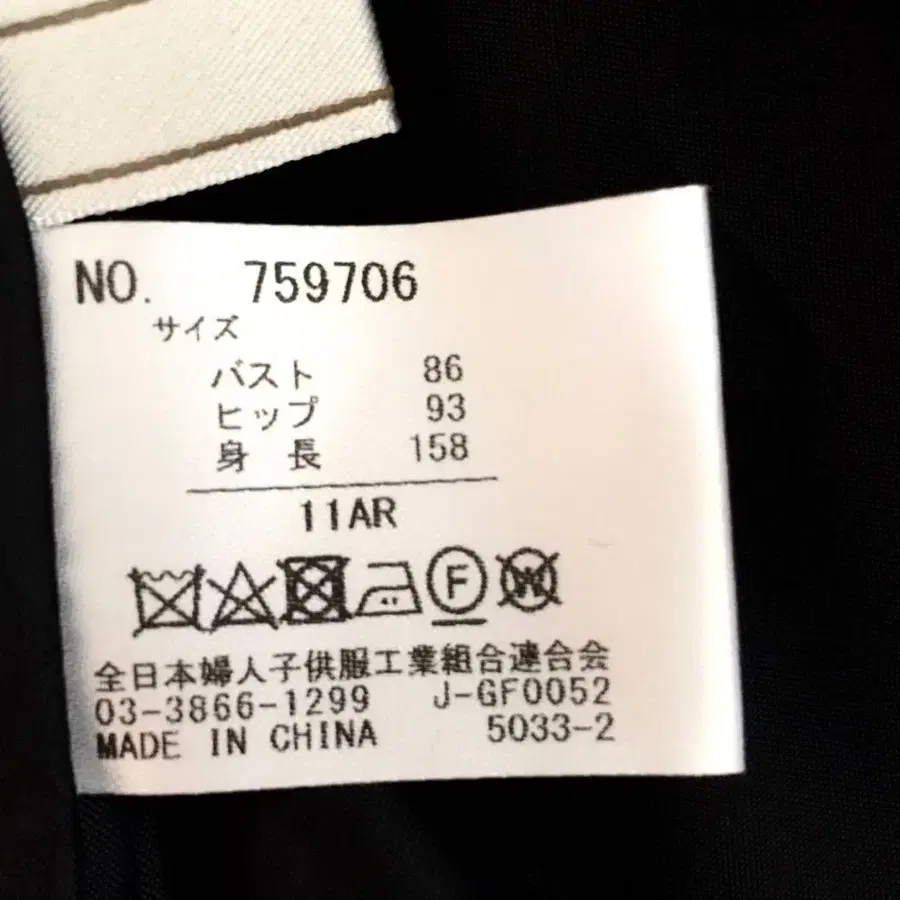 NO. 759706
サイズ
バスト 86
ヒップ 93
身長 158
11AR
F W
全日本婦人子供服工業組合連合会
03-3866-1299 J-GF0052
MADE IN CHINA 5033-2